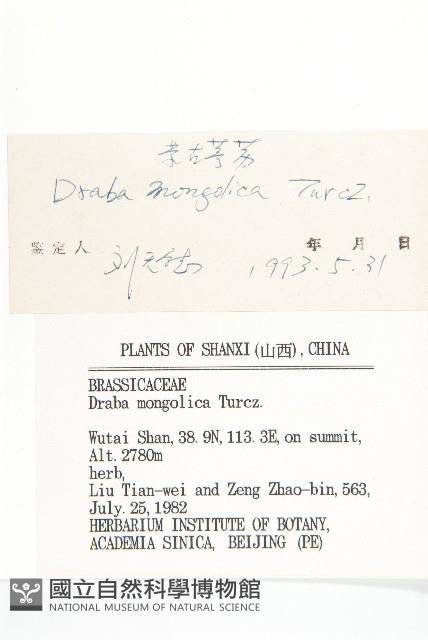 蒙古葶苈
Draba mongolica Turcz.
鉴定人 年 月 日
刘天 1993.5.31
PLANTS OF SHANXI (山西), CHINA
BRASSICACEAE
Draba mongolica Turcz.
Wutai Shan, 38.9N, 113.3E, on summit,
Alt. 2780m
herb,
Liu Tian-wei and Zeng Zhao-bin, 563,
July. 25, 1982
HERBARIUM INSTITUTE OF BOTANY,
ACADEMIA SINICA, BEIJING (PE)
國立自然科學博物館
NATIONAL MUSEUM OF NATURAL SCIENCE